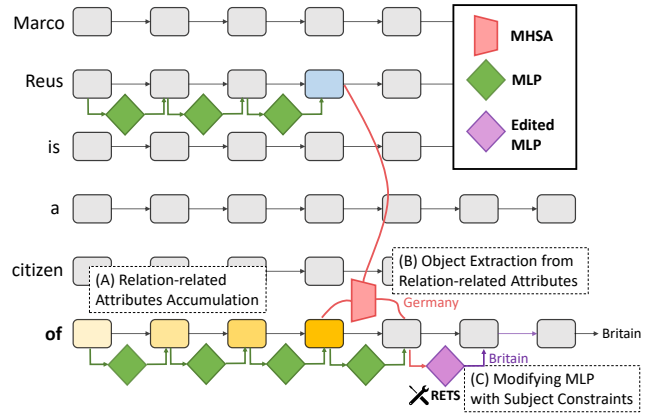 Marco
MHSA
Reus
MLP
is
Edited
MLP
a
citizen
(A) Relation-related
Attributes Accumulation
(B) Object Extraction from
Relation-related Attributes
Germany
of
Britain
Britain
RETS
(C) Modifying MLP
with Subject Constraints